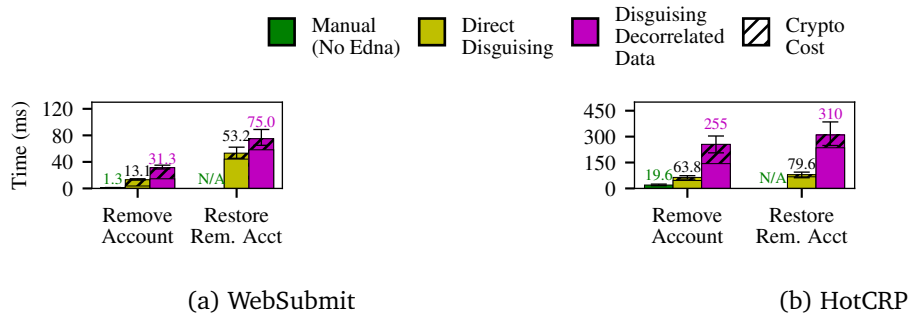 Manual
(No Edna)
Direct
Disguising
Disguising
Decorrelated
Data
Crypto
Cost
Time (ms)
120
80
40
0
1.3
13.1
31.3
N/A
53.2
75.0
Remove
Account
Restore
Rem. Acct
(a) WebSubmit
450
300
150
0
19.6
63.8
255
N/A
79.6
310
Remove
Account
Restore
Rem. Acct
(b) HotCRP